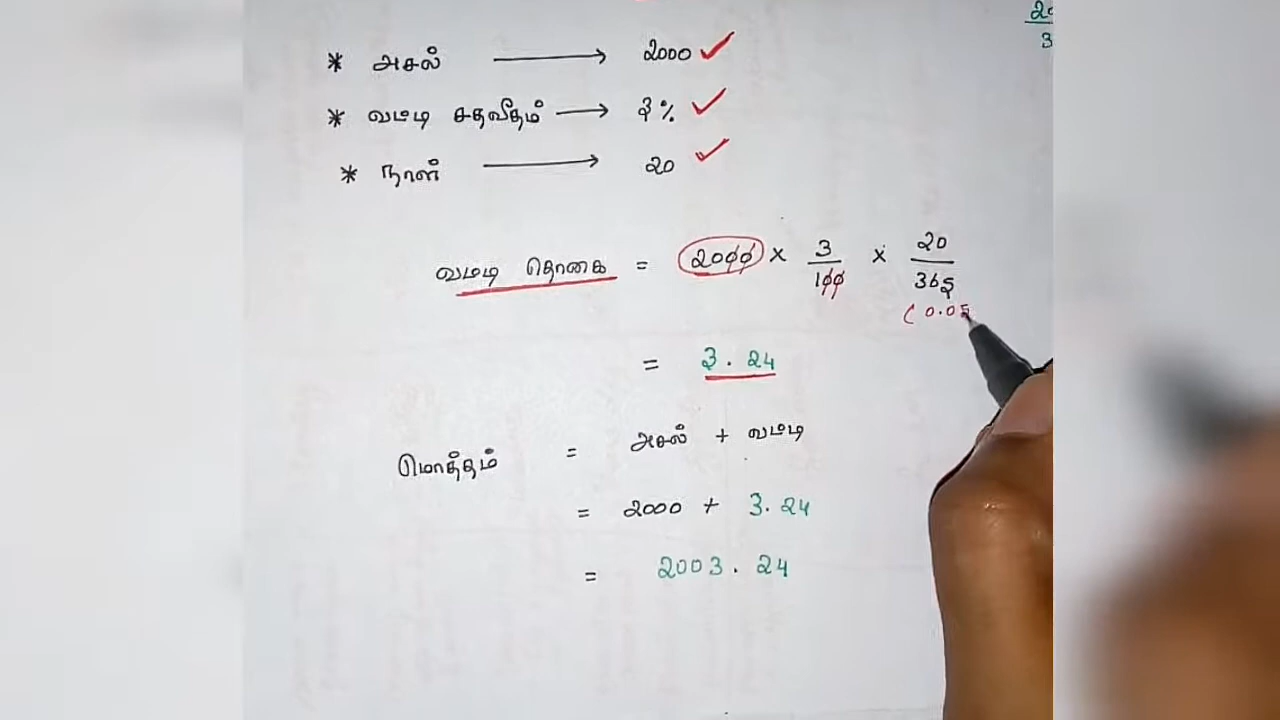 * அசல் → 2000 ✓
* வட்டி சதவீதம் → 3% ✓
* நாள் → 20 ✓
வட்டி தொகை = 2000 × 3/100 × 20/365
(0.05
= 3.24
மொத்தம் = அசல் + வட்டி
= 2000 + 3.24
= 2003.24